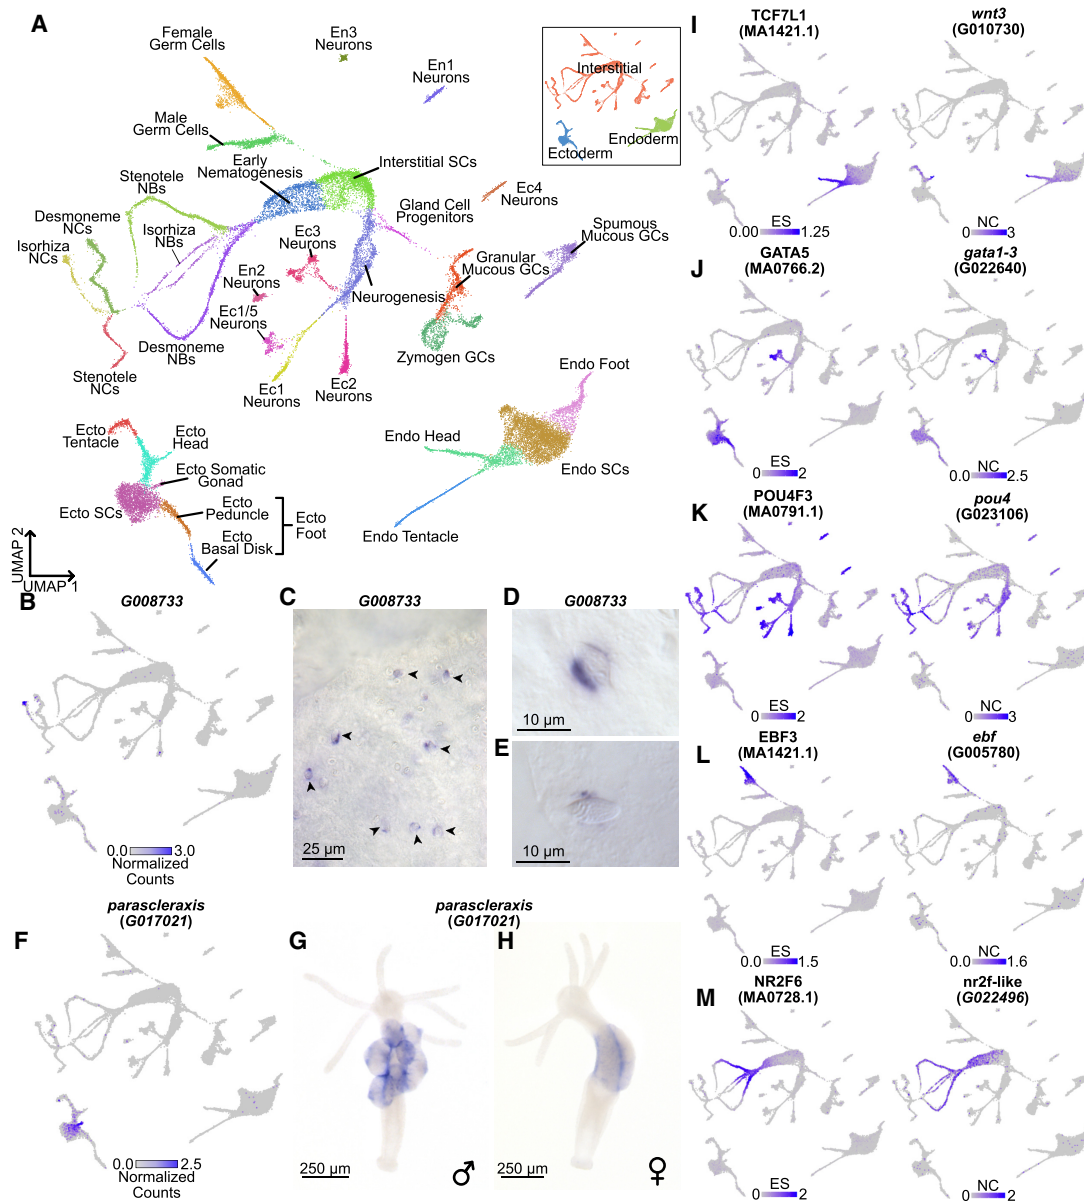 A
Female
Germ Cells
En3
Neurons
En1
Neurons
Male
Germ Cells
Early
Nematogenesis
Interstitial SCs
Stenotele
NBs
Desmoneme
NCs
Isorhiza
NBs
Isorhiza
NCs
Ec3
Neurons
Gland Cell
Progenitors
Ec4
Neurons
Spumous
Mucous GCs
Granular
Mucous GCs
En2
Neurons
Neurogenesis
Ec1/5
Neurons
Desmoneme
NBs
Zymogen GCs
Stenotele
NCs
Ec1
Neurons
Ec2
Neurons
Endo Foot
Ecto
Tentacle
Ecto
Head
Endo Head
Ecto Somatic
Gonad
Endo SCs
Ecto SCs
Ecto
Peduncle
Ecto
Foot
Ecto
Basal Disk
Endo Tentacle
UMAP 2
UMAP 1
Interstitial
Endoderm
Ectoderm
B
G008733
0.0
3.0
Normalized
Counts
C
G008733
25 µm
D
G008733
10 µm
E
10 µm
F
parascleraxis
(G017021)
0.0
2.5
Normalized
Counts
parascleraxis
(G017021)
G
250 µm
♂
H
250 µm
♀
I
TCF7L1
(MA1421.1)
wnt3
(G010730)
ES
0.00
1.25
NC
0
3
J
GATA5
(MA0766.2)
gata1-3
(G022640)
ES
0
2
NC
0.0
2.5
K
POU4F3
(MA0791.1)
pou4
(G023106)
ES
0
2
NC
0
3
L
EBF3
(MA1421.1)
ebf
(G005780)
ES
0.0
1.5
NC
0.0
1.6
M
NR2F6
(MA0728.1)
nr2f-like
(G022496)
ES
0
2
NC
0
2